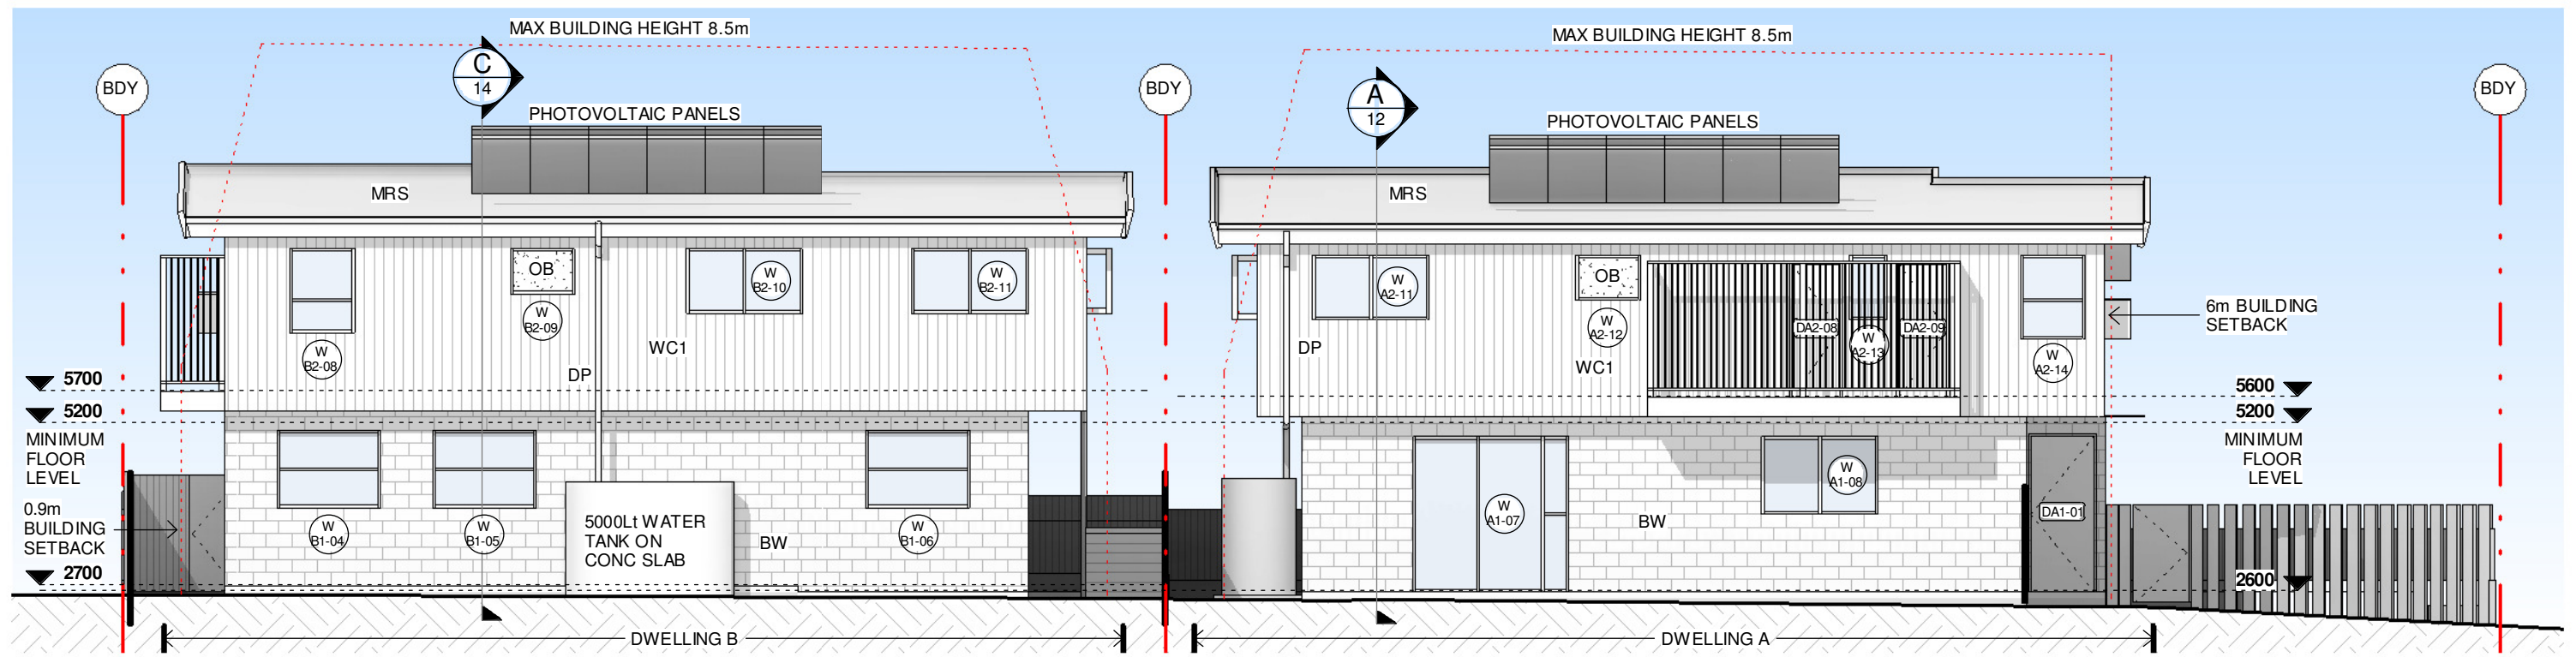 MAX BUILDING HEIGHT 8.5m
MAX BUILDING HEIGHT 8.5m
BDY
C
14
BDY
A
12
BDY
PHOTOVOLTAIC PANELS
PHOTOVOLTAIC PANELS
MRS
MRS
OB
W
B2-10
W
B2-11
W
B2-09
W
B2-08
WC1
DP
W
A2-11
OB
W
A2-12
DP
WC1
DA2-08
W
A2-13
DA2-09
W
A2-14
6m BUILDING
SETBACK
5700
5200
MINIMUM
FLOOR
LEVEL
0.9m
BUILDING
SETBACK
2700
5600
5200
MINIMUM
FLOOR
LEVEL
2600
W
B1-04
W
B1-05
5000Lt WATER
TANK ON
CONC SLAB
BW
W
B1-06
W
A1-07
BW
W
A1-08
DA1-01
DWELLING B
DWELLING A